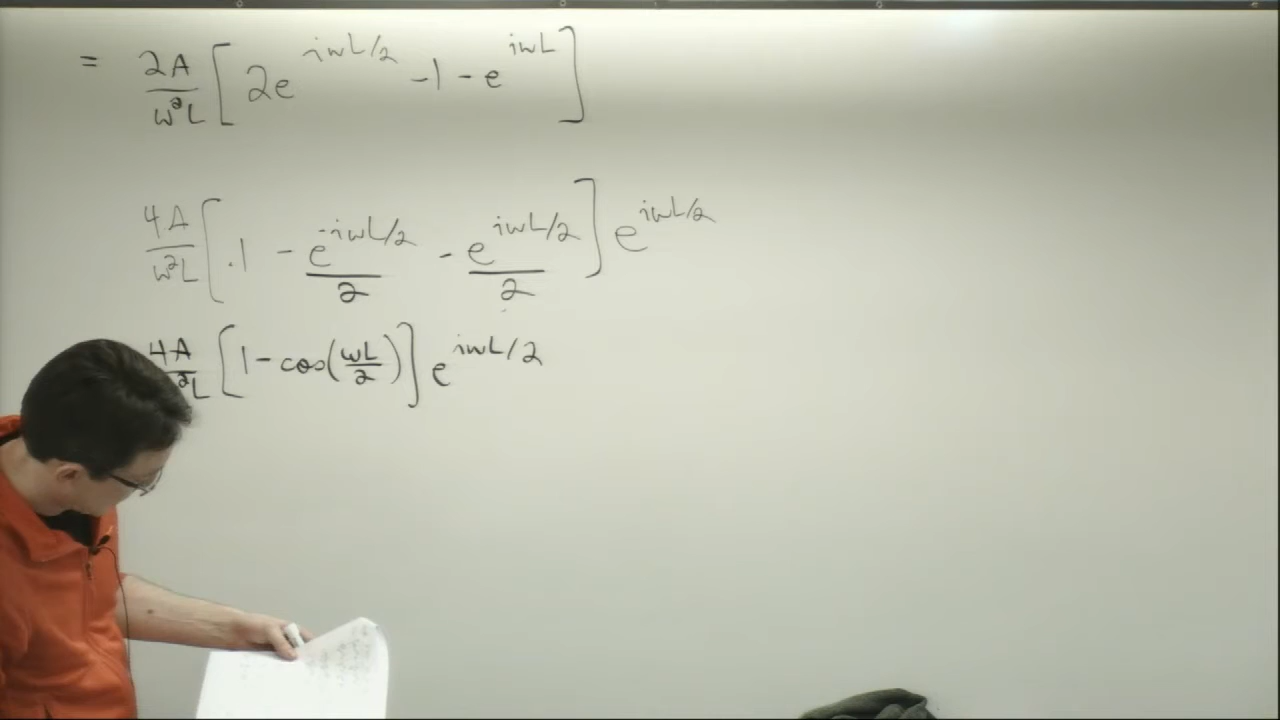 = 2A/ω²L [ 2e^{iωL/2} -1 - e^{iωL} ]
4A/ω²L [ 1 - e^{-iωL/2}/2 - e^{iωL/2}/2 ] e^{iωL/2}
4A/²L [ 1 - cos(ωL/2) ] e^{iωL/2}